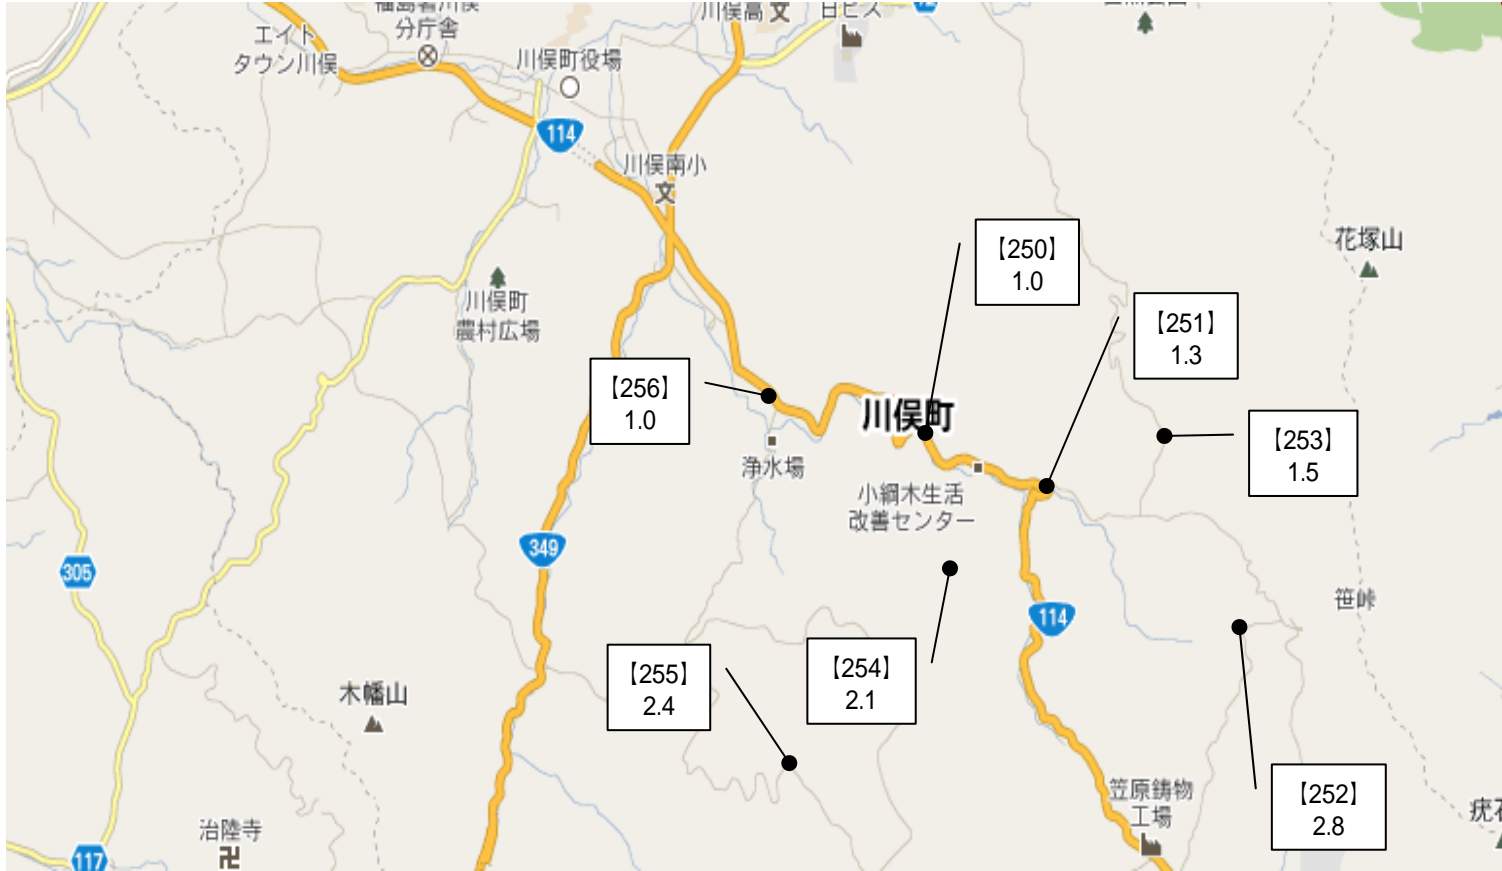 分庁舎
エイト
タウン川俣
川俣町役場
川俣高
114
川俣南小
花塚山
川俣町
農村広場
【250】
1.0
【251】
1.3
【256】
1.0
川俣町
【253】
1.5
浄水場
小綱木生活
改善センター
349
305
笹峠
114
【255】
2.4
【254】
2.1
木幡山
【252】
2.8
笠原鋳物
工場
治陸寺
117